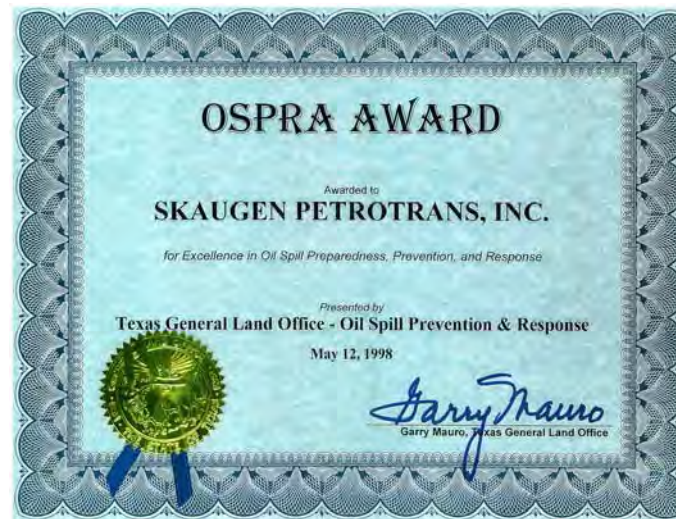 OSPRA AWARD
Awarded to
SKAUGEN PETROTRANS, INC.
for Excellence in Oil Spill Preparedness, Prevention, and Response
Presented by
Texas General Land Office - Oil Spill Prevention & Response
May 12, 1998
Garry Mauro
Garry Mauro, Texas General Land Office